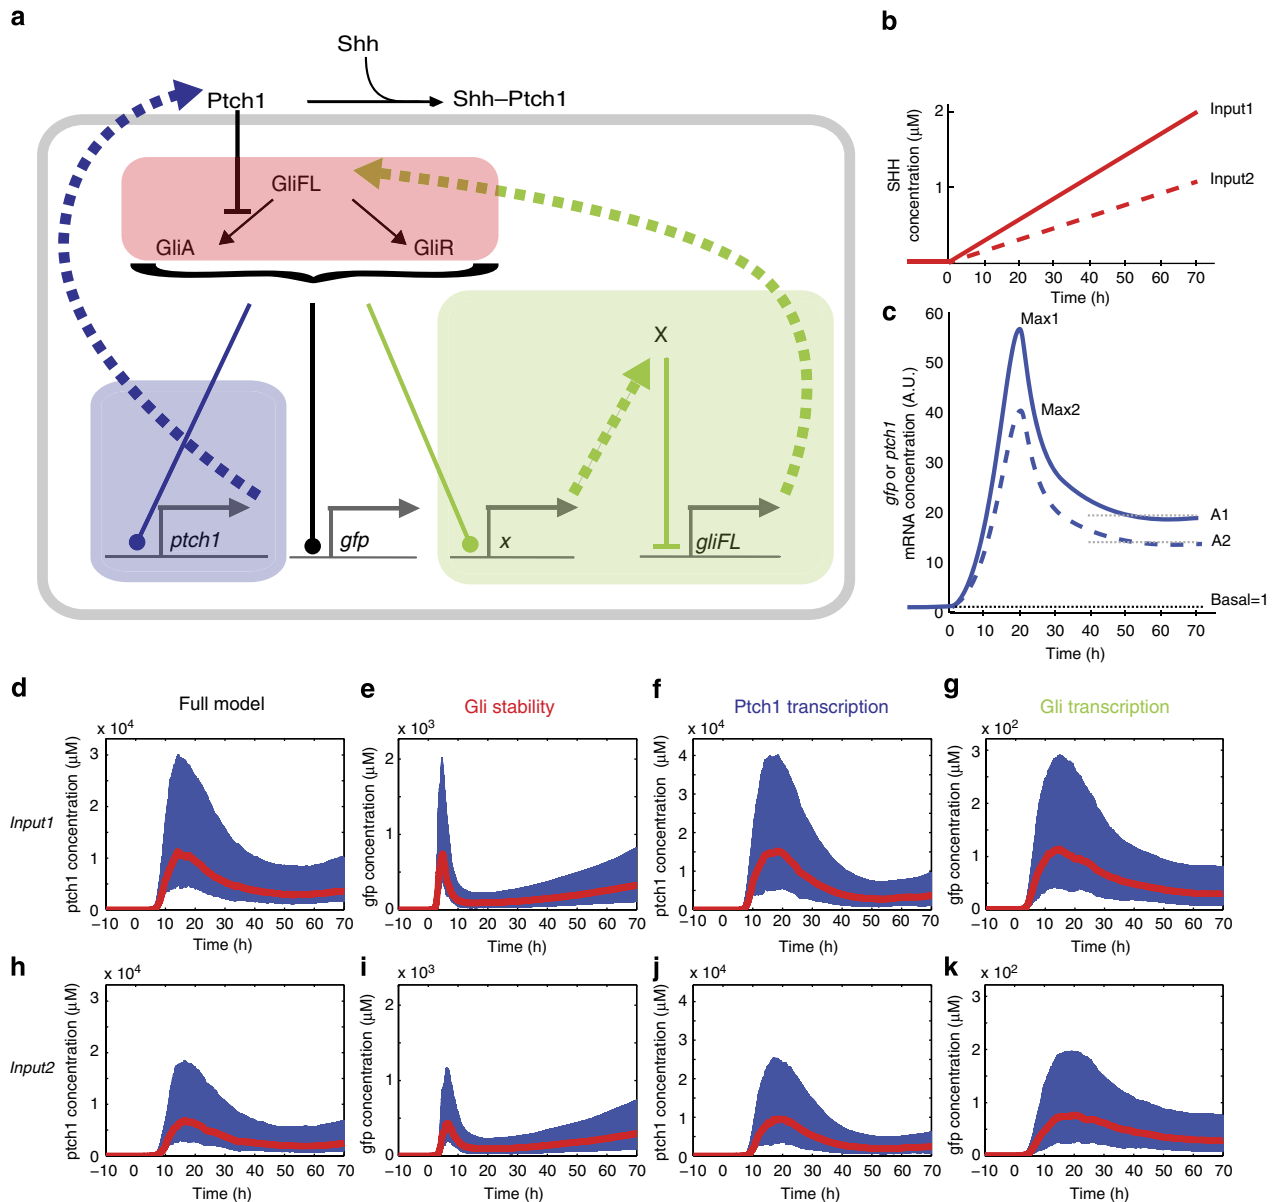 a
Shh
Ptch1
Shh–Ptch1
GliFL
GliA
GliR
X
ptch1
gfp
x
gliFL
b
SHH
concentration (μM)
2
1
Input1
Input2
0 10 20 30 40 50 60 70
Time (h)
c
gfp or ptch1
mRNA concentration (A.U.)
60
50
40
30
20
10
0
Max1
Max2
A1
A2
Basal=1
0 10 20 30 40 50 60 70
Time (h)
d
Full model
x 10⁴
Input1
ptch1 concentration (μM)
3
2
1
0
−10 0 10 20 30 40 50 60 70
Time (h)
e
Gli stability
x 10³
gfp concentration (μM)
2
1
0
−10 0 10 20 30 40 50 60 70
Time (h)
f
Ptch1 transcription
x 10⁴
ptch1 concentration (μM)
4
3
2
1
0
−10 0 10 20 30 40 50 60 70
Time (h)
g
Gli transcription
x 10²
gfp concentration (μM)
3
2
1
0
−10 0 10 20 30 40 50 60 70
Time (h)
h
x 10⁴
Input2
ptch1 concentration (μM)
3
2
1
0
−10 0 10 20 30 40 50 60 70
Time (h)
i
x 10³
gfp concentration (μM)
2
1
0
−10 0 10 20 30 40 50 60 70
Time (h)
j
x 10⁴
ptch1 concentration (μM)
4
3
2
1
0
−10 0 10 20 30 40 50 60 70
Time (h)
k
x 10²
gfp concentration (μM)
3
2
1
0
−10 0 10 20 30 40 50 60 70
Time (h)